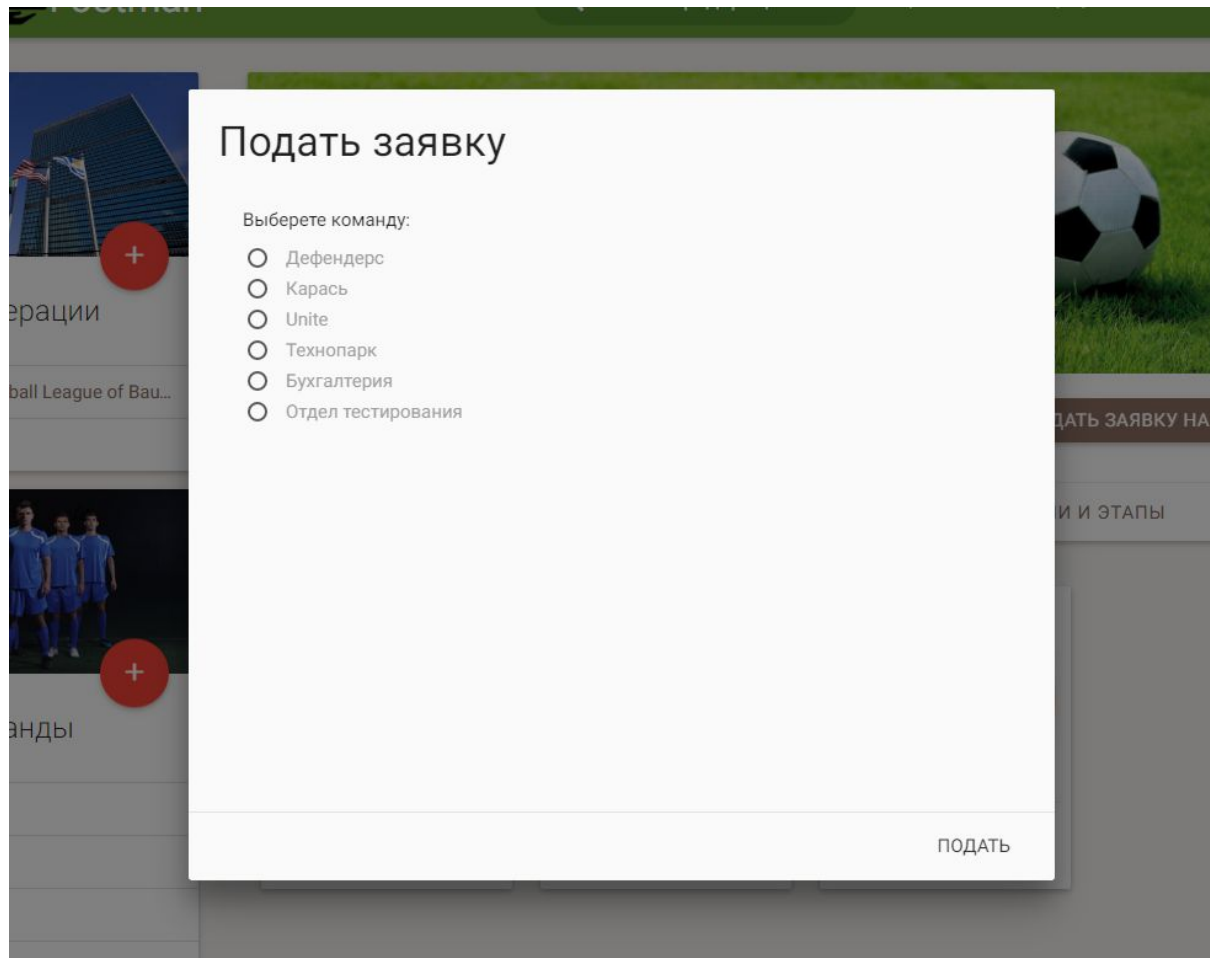 Подать заявку
Выберете команду:
Дефендерс
Карась
Unite
Технопарк
Бухгалтерия
Отдел тестирования
ПОДАТЬ
ерации
ball League of Bau...
анды
ДАТЬ ЗАЯВКУ НА
И И ЭТАПЫ